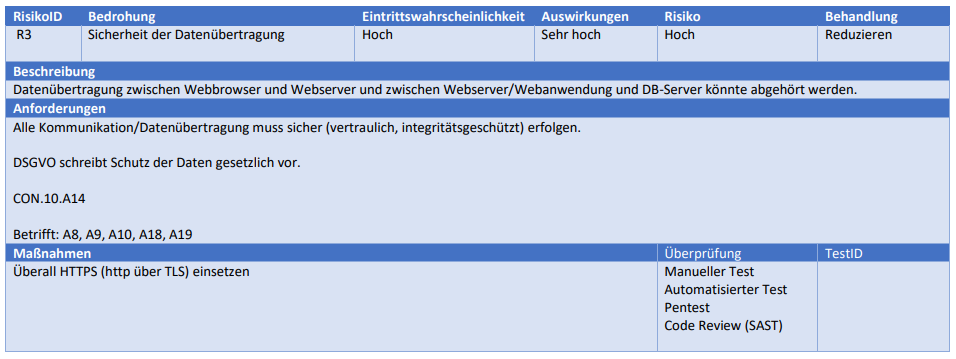 RisikoID Bedrohung Eintrittswahrscheinlichkeit Auswirkungen Risiko Behandlung
R3 Sicherheit der Datenübertragung Hoch Sehr hoch Hoch Reduzieren
Beschreibung
Datenübertragung zwischen Webbrowser und Webserver und zwischen Webserver/Webanwendung und DB-Server könnte abgehört werden.
Anforderungen
Alle Kommunikation/Datenübertragung muss sicher (vertraulich, integritätsgeschützt) erfolgen.
DSGVO schreibt Schutz der Daten gesetzlich vor.
CON.10.A14
Betrifft: A8, A9, A10, A18, A19
Maßnahmen Überprüfung TestID
Überall HTTPS (http über TLS) einsetzen Manueller Test
Automatisierter Test
Pentest
Code Review (SAST)